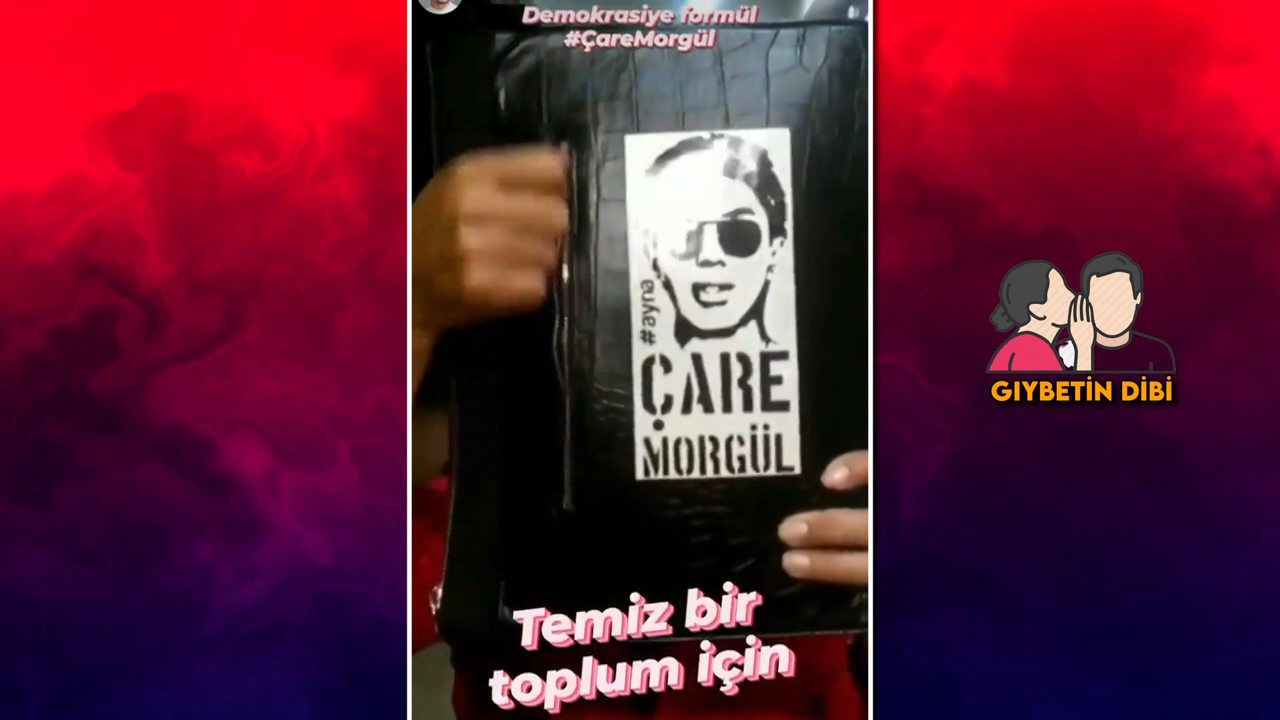 Demokrasiye formül
#ÇareMorgül
#ayna
ÇARE
MORGÜL
Temiz bir
toplum için
GIYBETİN DİBİ